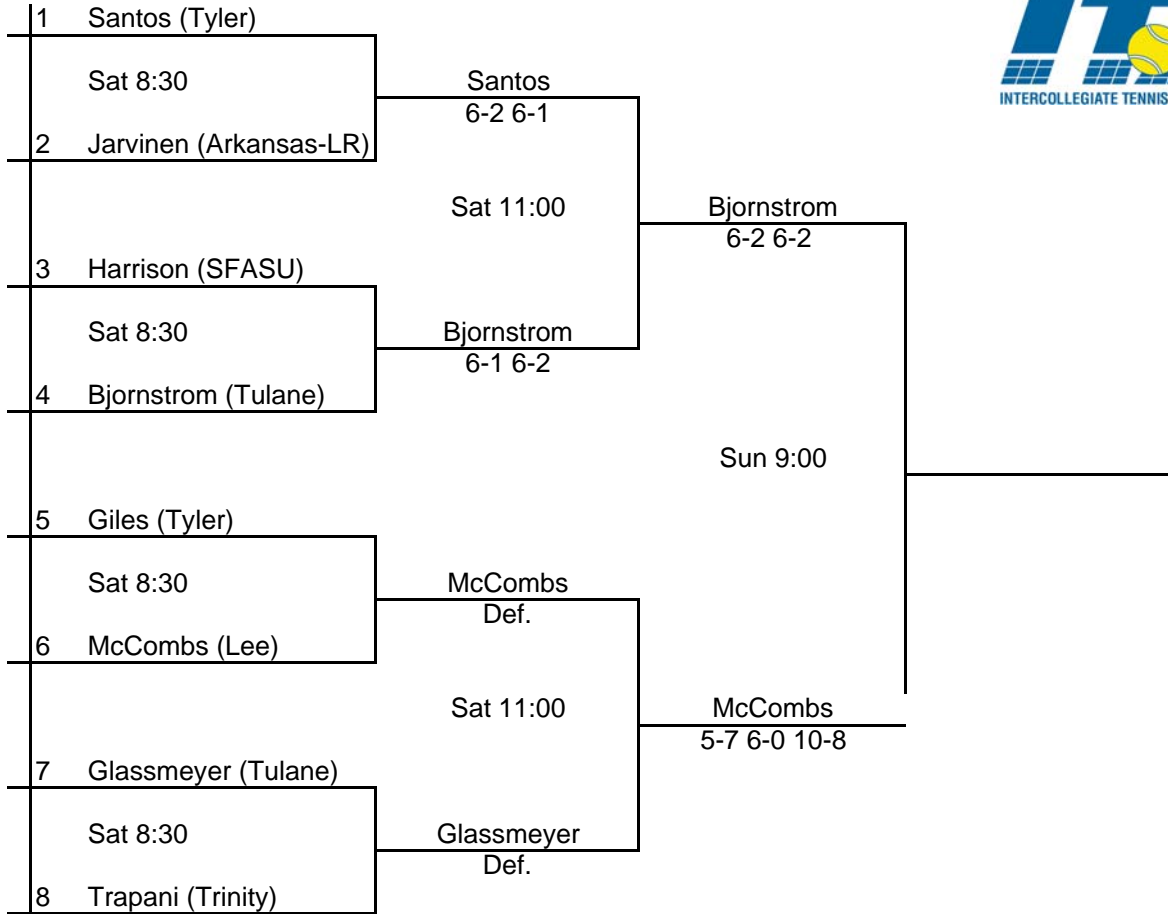 1 Santos (Tyler)
Sat 8:30
Santos
6-2 6-1
2 Jarvinen (Arkansas-LR)
Sat 11:00
Bjornstrom
6-2 6-2
3 Harrison (SFASU)
Sat 8:30
Bjornstrom
6-1 6-2
4 Bjornstrom (Tulane)
Sun 9:00
5 Giles (Tyler)
Sat 8:30
McCombs
Def.
6 McCombs (Lee)
Sat 11:00
McCombs
5-7 6-0 10-8
7 Glassmeyer (Tulane)
Sat 8:30
Glassmeyer
Def.
8 Trapani (Trinity)
IT
INTERCOLLEGIATE TENNIS